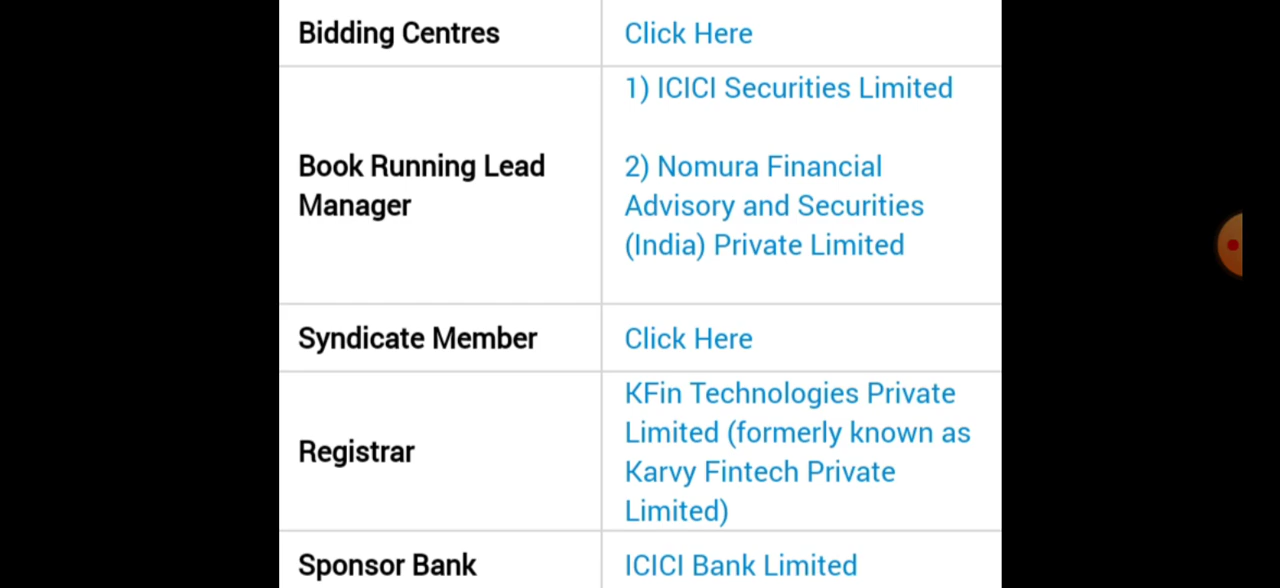 Bidding Centres
Click Here
Book Running Lead
Manager
1) ICICI Securities Limited
2) Nomura Financial
Advisory and Securities
(India) Private Limited
Syndicate Member
Click Here
Registrar
KFin Technologies Private
Limited (formerly known as
Karvy Fintech Private
Limited)
Sponsor Bank
ICICI Bank Limited